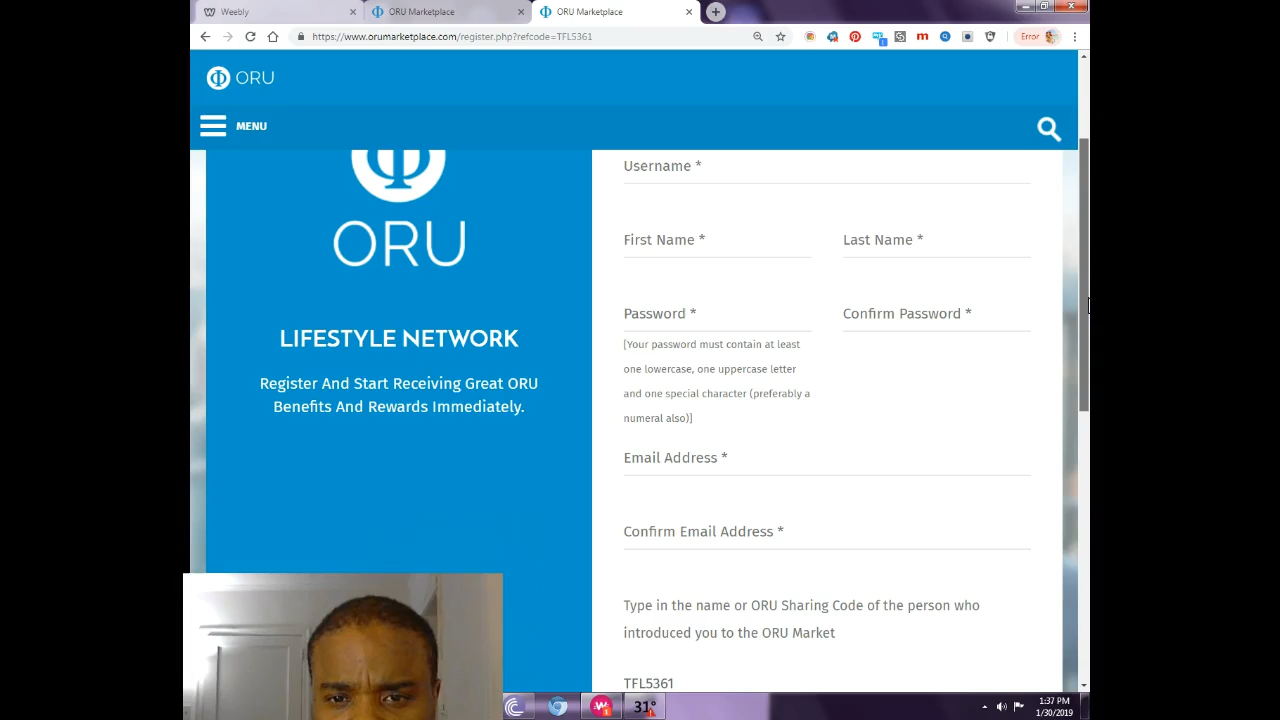 Weebly
ORU Marketplace
ORU Marketplace
https://www.orumarketplace.com/register.php?refcode=TFL5361
Error
ORU
MENU
ORU
LIFESTYLE NETWORK
Register And Start Receiving Great ORU
Benefits And Rewards Immediately.
Username *
First Name *
Last Name *
Password *
Confirm Password *
[Your password must contain at least
one lowercase, one uppercase letter
and one special character (preferably a
numeral also)]
Email Address *
Confirm Email Address *
Type in the name or ORU Sharing Code of the person who
introduced you to the ORU Market
TFL5361
31°
1:37 PM
1/30/2019